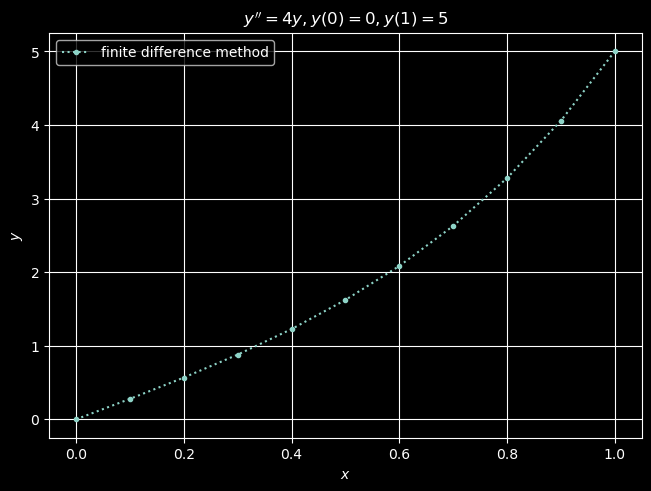 y'' = 4y, y(0) = 0, y(1) = 5
finite difference method
5
4
3
2
1
0
y
0.0 0.2 0.4 0.6 0.8 1.0
x